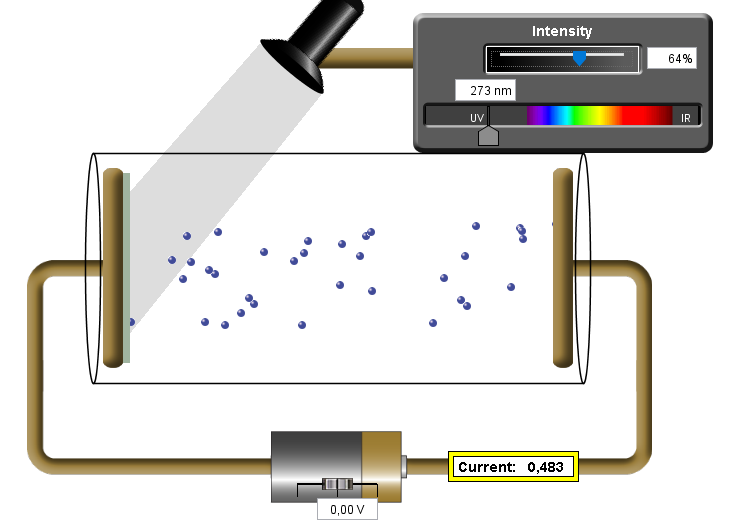 Intensity
64%
273 nm
UV
IR
Current: 0,483
0,00 V